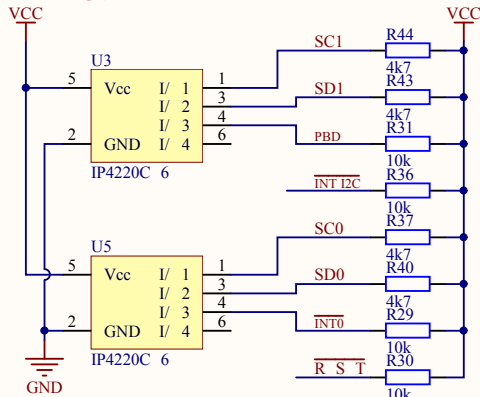 VCC VCC
U3 SC1 R44
5 Vcc I/ 1 1 4k7
I/ 2 3 SD1 R43
4k7
2 GND I/ 3 4 PBD R31
I/ 4 6 10k
IP4220C 6 INT I2C R36
10k
U5 SC0 R37
5 Vcc I/ 1 1 4k7
I/ 2 3 SD0 R40
4k7
2 GND I/ 3 4 INT0 R29
I/ 4 6 10k
IP4220C 6 R S T R30
GND 10k